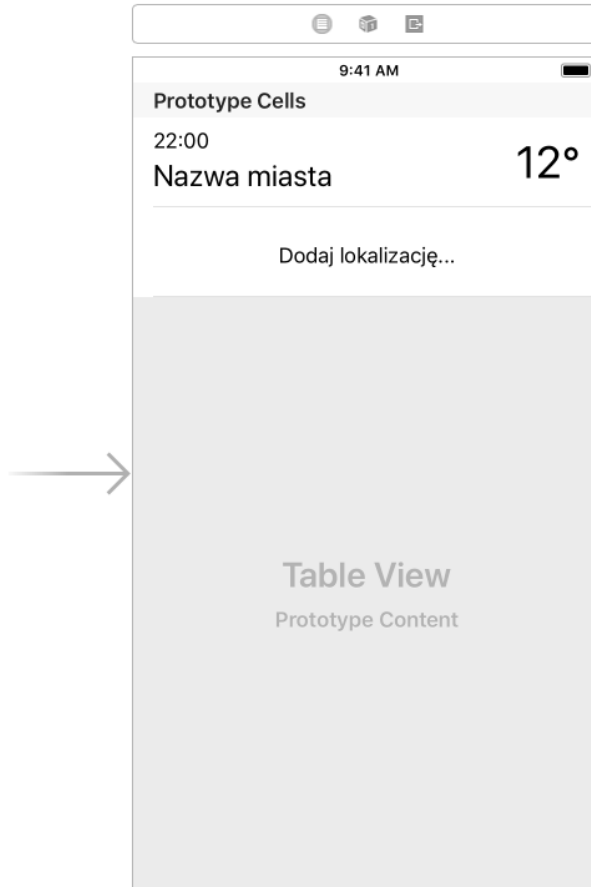 9:41 AM
Prototype Cells
22:00
Nazwa miasta
12°
Dodaj lokalizację...
Table View
Prototype Content